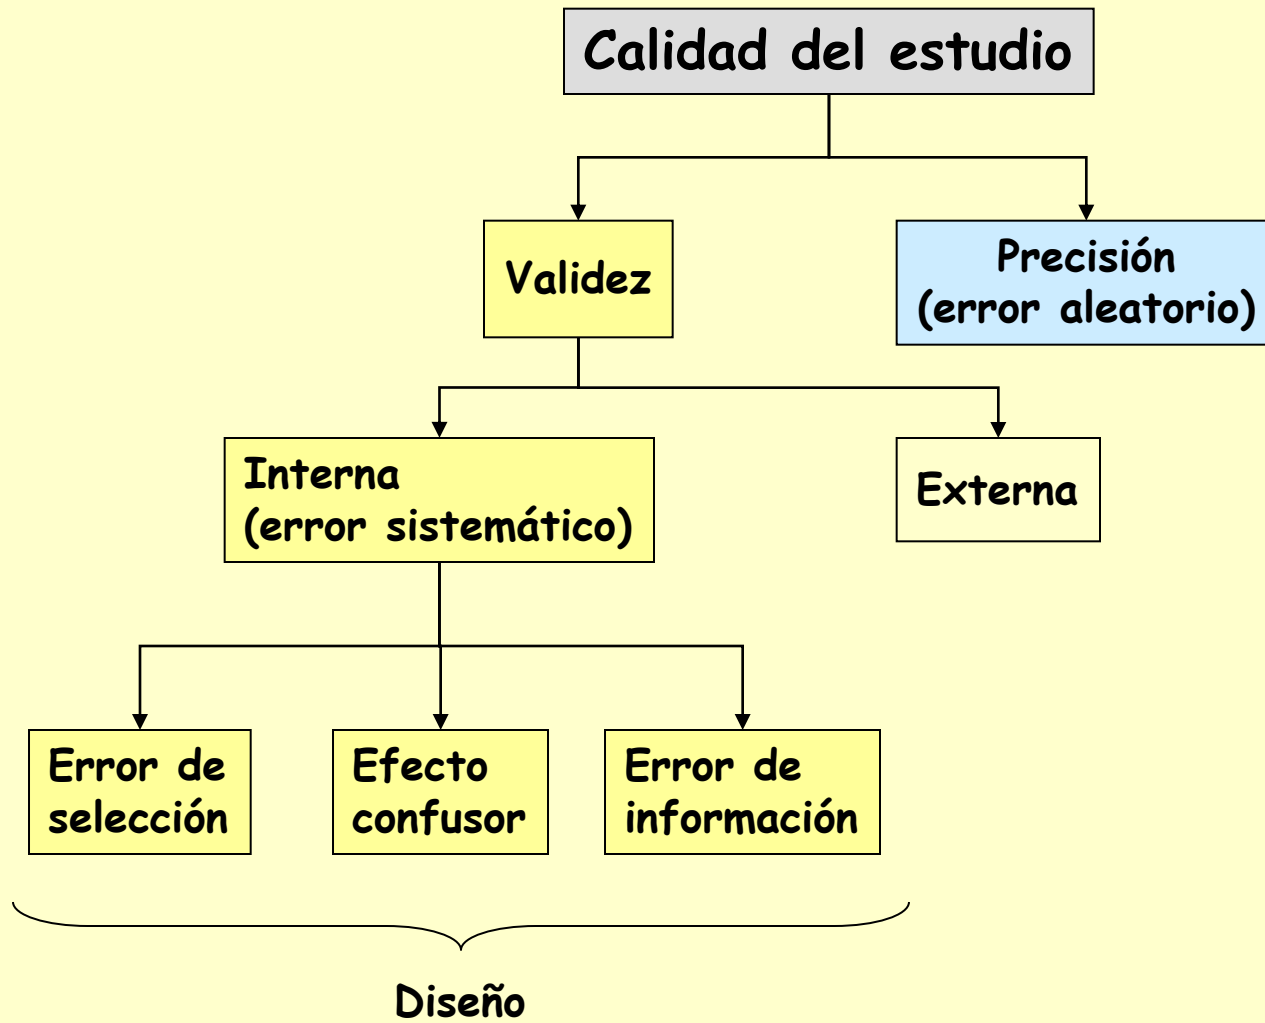 Calidad del estudio
Validez
Precisión
(error aleatorio)
Interna
(error sistemático)
Externa
Error de
selección
Efecto
confusor
Error de
información
Diseño